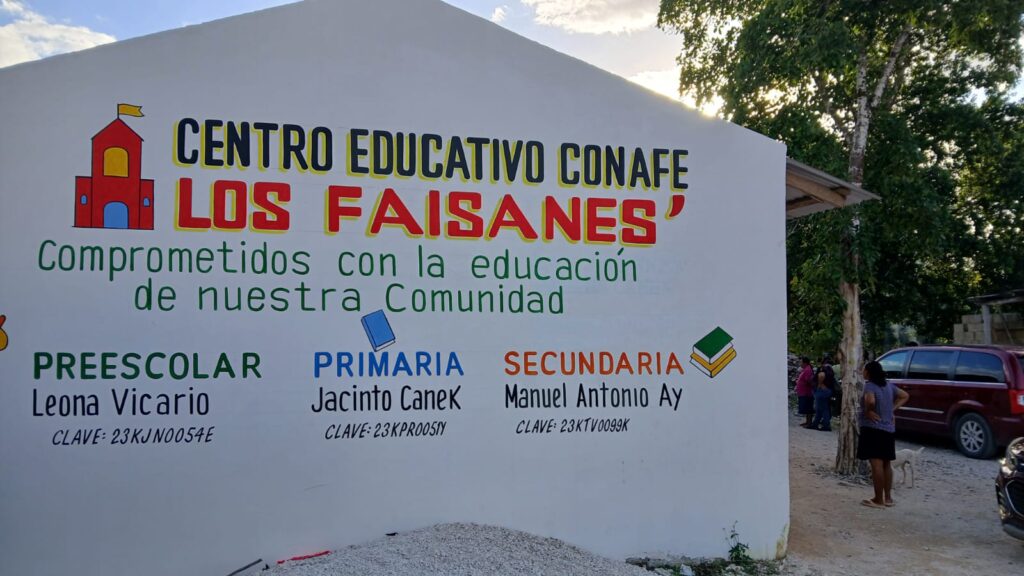 CENTRO EDUCATIVO CONAFE
LOS FAISANES'
Comprometidos con la educación
de nuestra Comunidad
PREESCOLAR
Leona Vicario
CLAVE: 23KJN0054E
PRIMARIA
Jacinto Canek
CLAVE: 23KPR0051Y
SECUNDARIA
Manuel Antonio Ay
CLAVE: 23KTV0099K